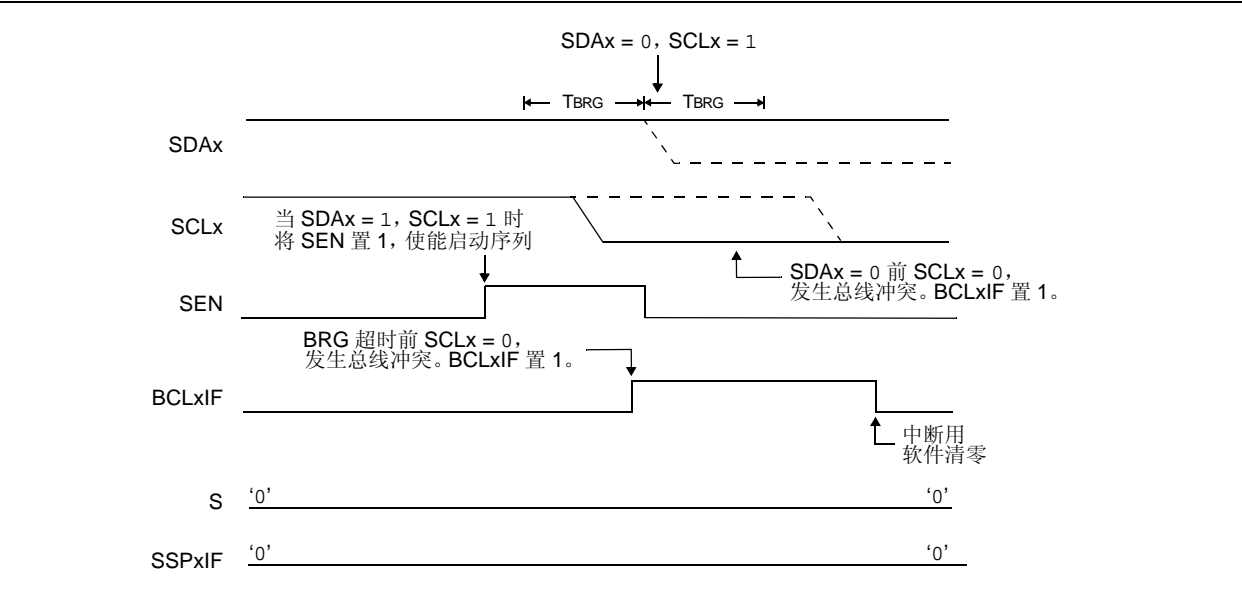 SDAx = 0，SCLx = 1
TBRG
TBRG
SDAx
SCLx
当 SDAx = 1，SCLx = 1 时
将 SEN 置 1，使能启动序列
SDAx = 0 前 SCLx = 0，
发生总线冲突。BCLxIF 置 1。
SEN
BRG 超时前 SCLx = 0，
发生总线冲突。BCLxIF 置 1。
BCLxIF
中断用
软件清零
S
‘0’
‘0’
SSPxIF
‘0’
‘0’